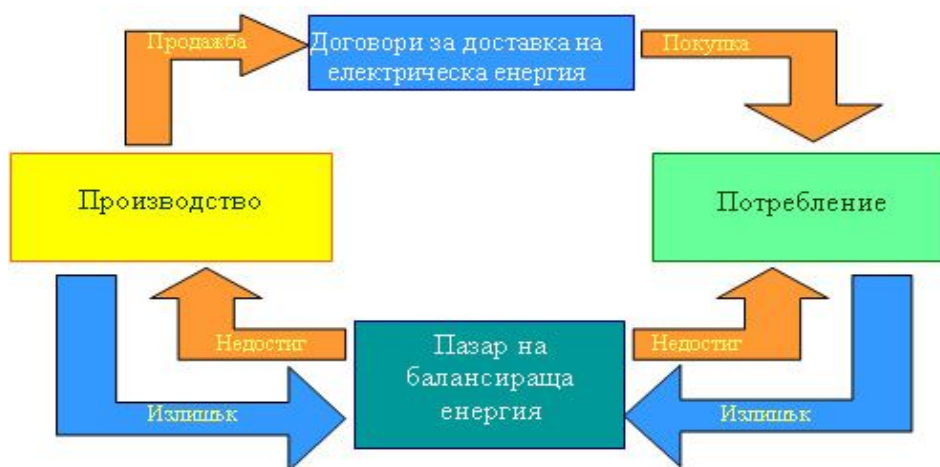 Продажба
Договори за доставка на
електрическа енергия
Покупка
Производство
Потребление
Недостиг
Пазар на
балансираща
енергия
Недостиг
Излишък
Излишък